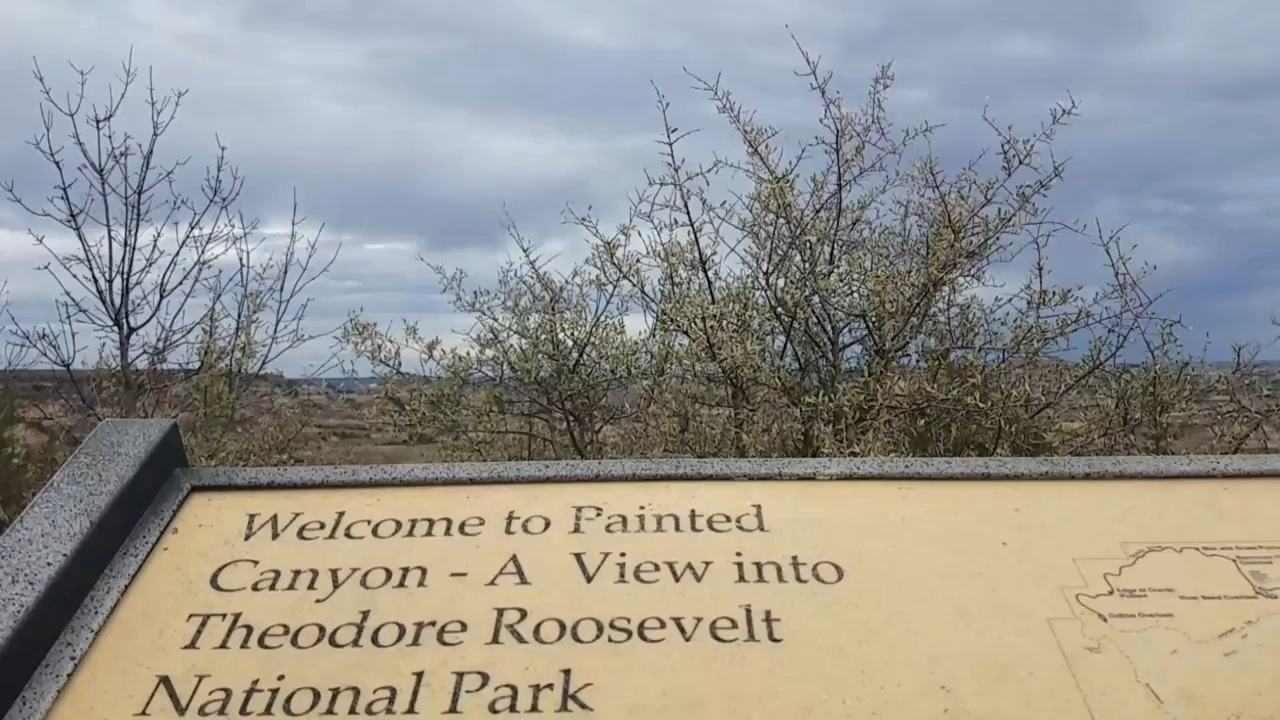 Welcome to Painted
Canyon - A View into
Theodore Roosevelt
National Park